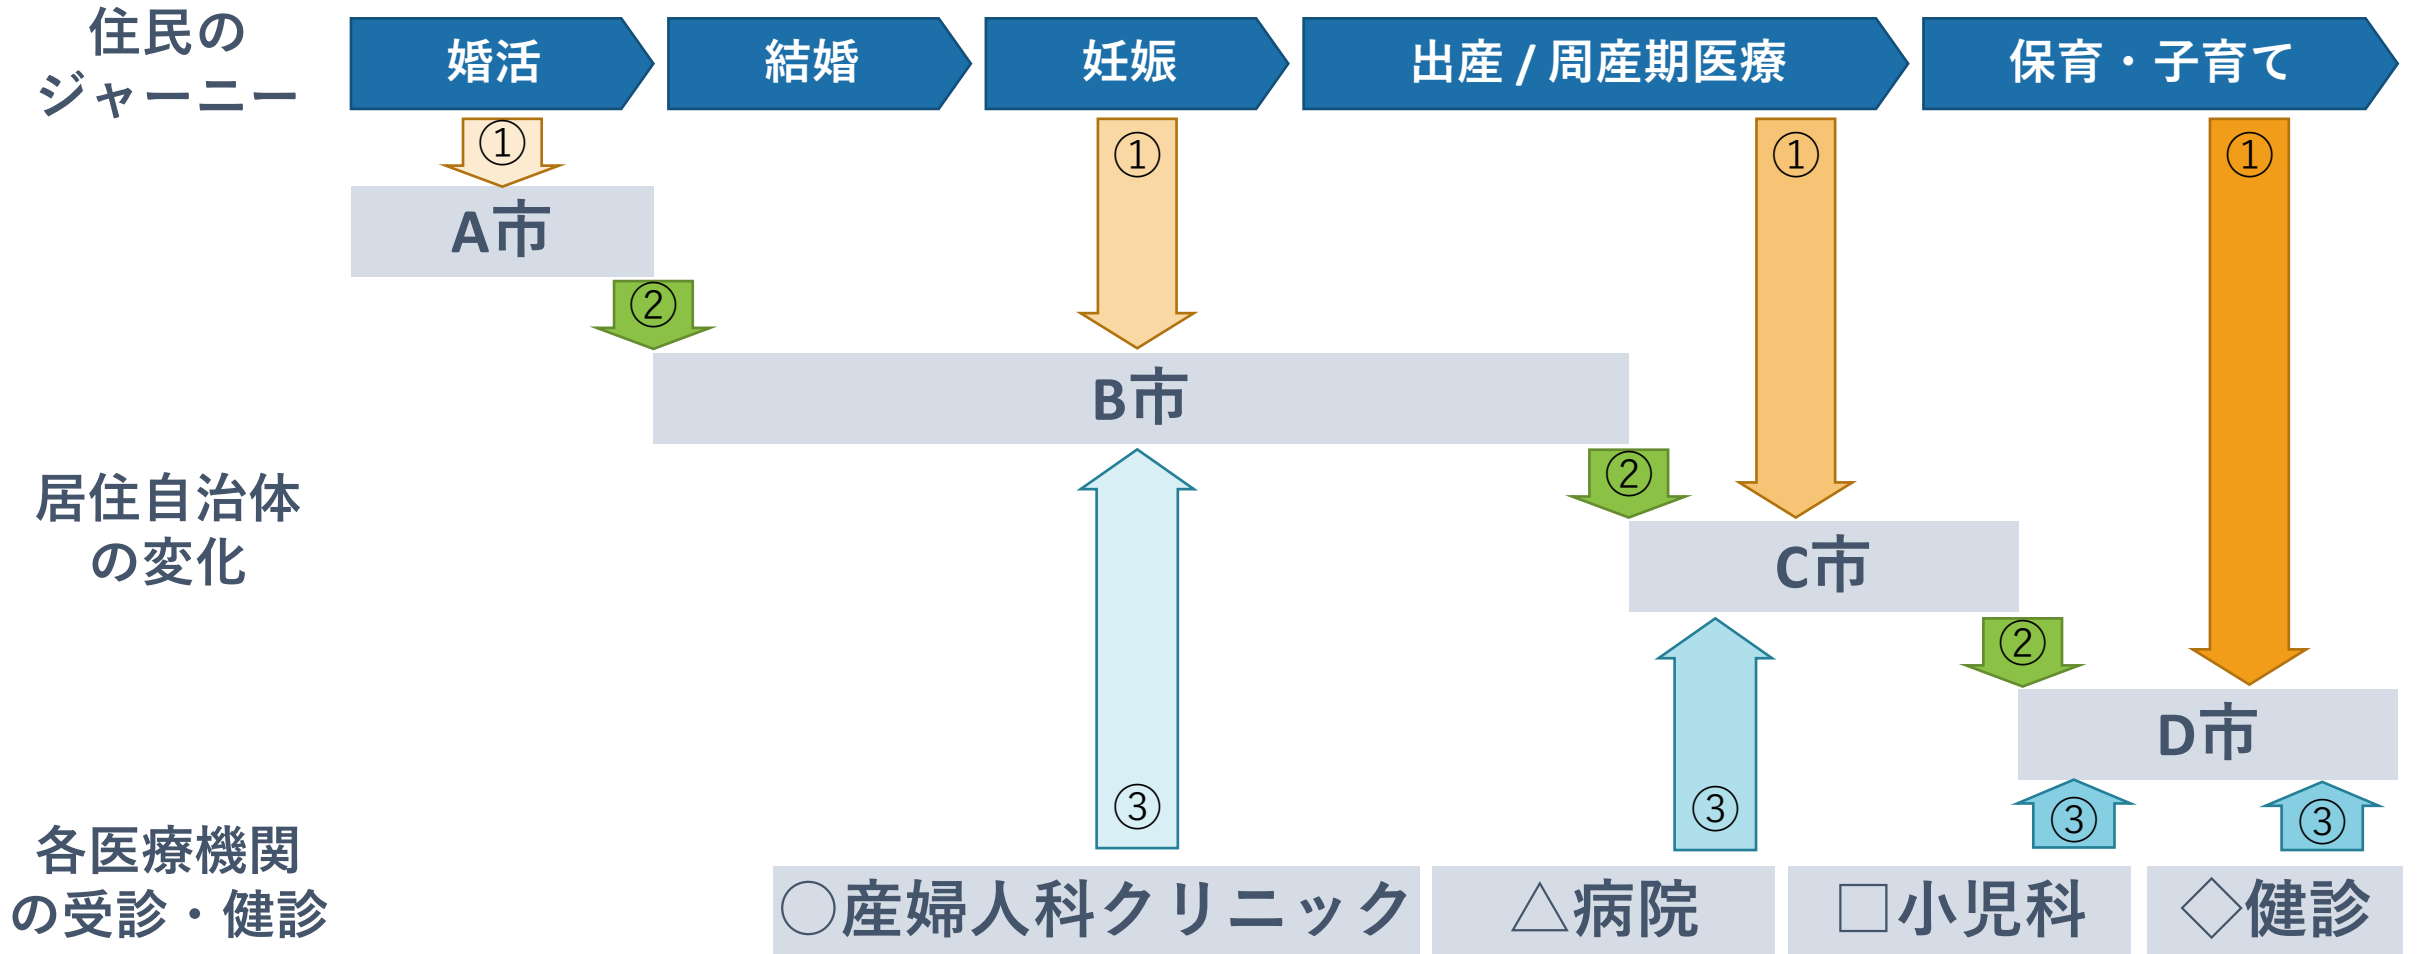 住民の
ジャーニー
婚活
結婚
妊娠
出産 / 周産期医療
保育・子育て
①
①
①
①
A市
②
B市
居住自治体
の変化
②
C市
②
D市
③
③
③
③
各医療機関
の受診・健診
○産婦人科クリニック
△病院
□小児科
◇健診